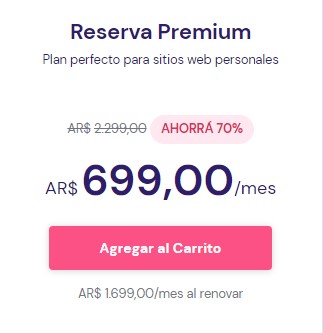 Reserva Premium
Plan perfecto para sitios web personales
AR$ 2.299,00 AHORRÁ 70%
AR$ 699,00/mes
Agregar al Carrito
AR$ 1.699,00/mes al renovar